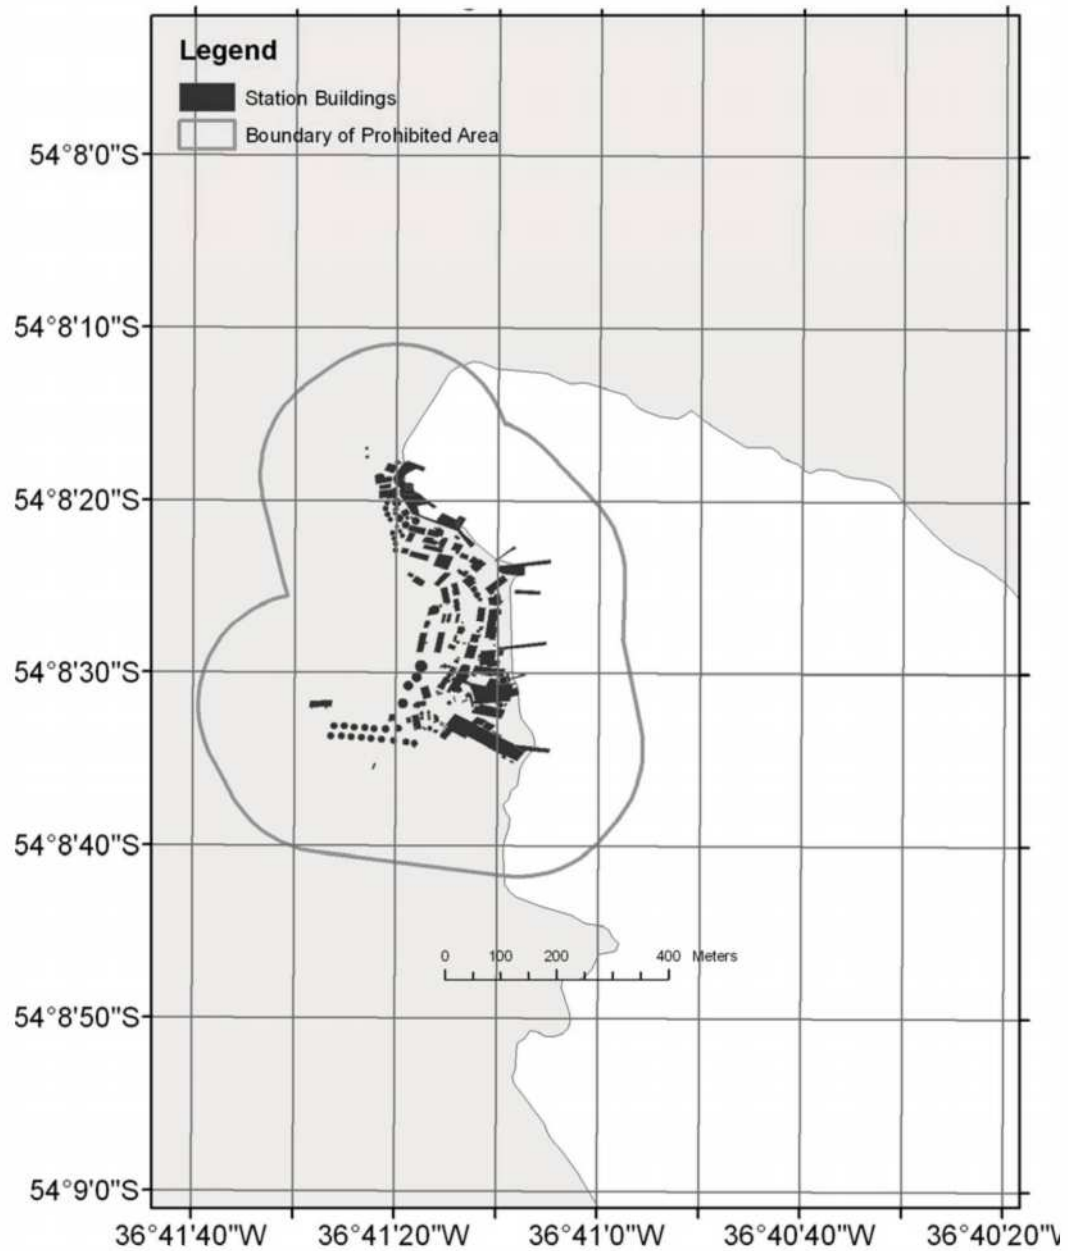 Legend
Station Buildings
Boundary of Prohibited Area
54°8'0"S
54°8'10"S
54°8'20"S
54°8'30"S
54°8'40"S
0 100 200 400 Meters
54°8'50"S
54°9'0"S
36°41'40"W 36°41'20"W 36°41'0"W 36°40'40"W 36°40'20"W